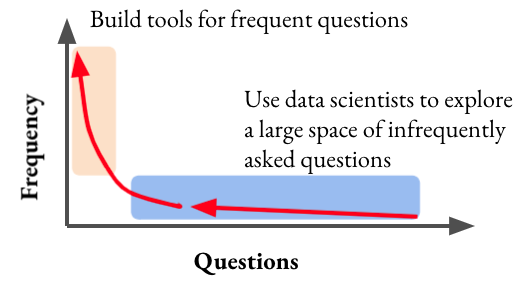 Build tools for frequent questions
Use data scientists to explore
a large space of infrequently
asked questions
Frequency
Questions